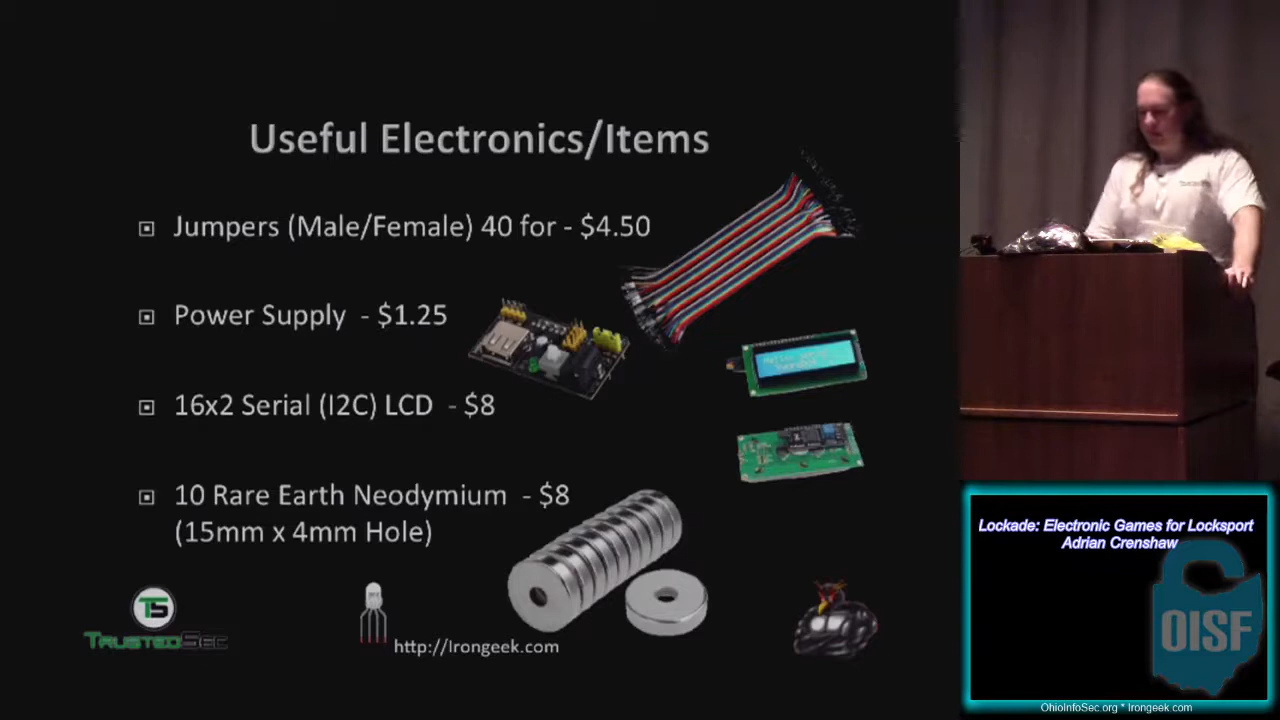 Useful Electronics/Items
Jumpers (Male/Female) 40 for - $4.50
Power Supply - $1.25
16x2 Serial (I2C) LCD - $8
10 Rare Earth Neodymium - $8
(15mm x 4mm Hole)
TS
TRUSTEDSEC
http://Irongeek.com
Lockade: Electronic Games for Locksport
Adrian Crenshaw
OISF
OhioInfoSec.org * Irongeek.com